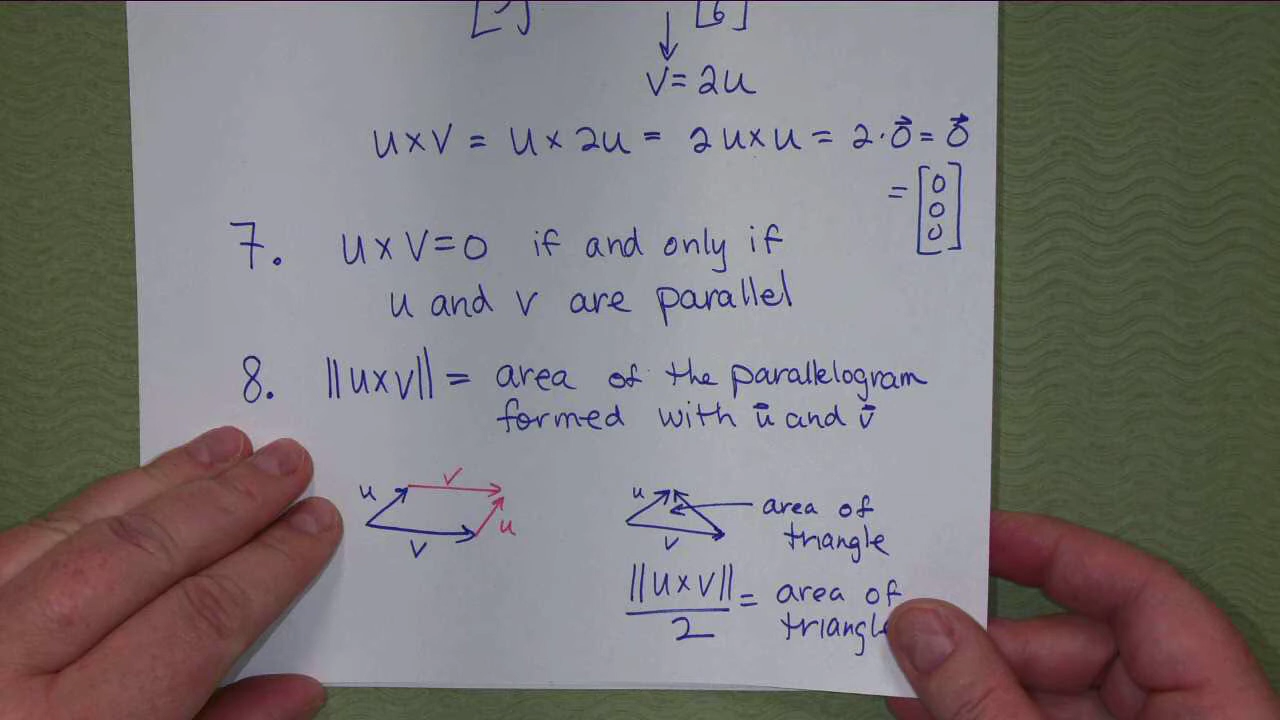 [6]
v = 2u
u x v = u x 2u = 2 u x u = 2 · 0⃗ = 0⃗
= [0
0
0]
7. u x v = 0 if and only if
u and v are parallel
8. ||u x v|| = area of the parallelogram
formed with u⃗ and v⃗
u v
v u
u area of
v triangle
||u x v|| / 2 = area of
triangle